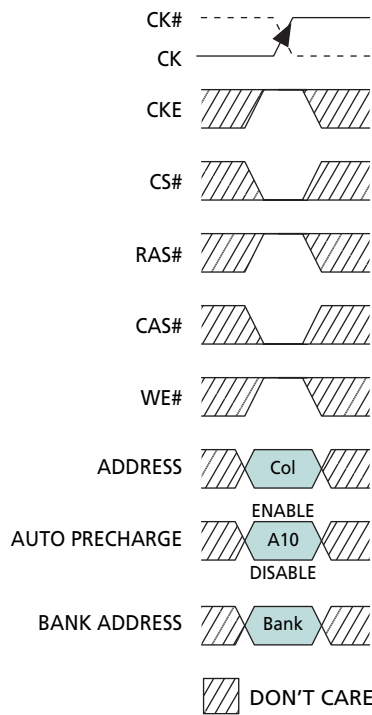 CK#
CK
CKE
CS#
RAS#
CAS#
WE#
ADDRESS
Col
ENABLE
AUTO PRECHARGE
A10
DISABLE
BANK ADDRESS
Bank
DON'T CARE